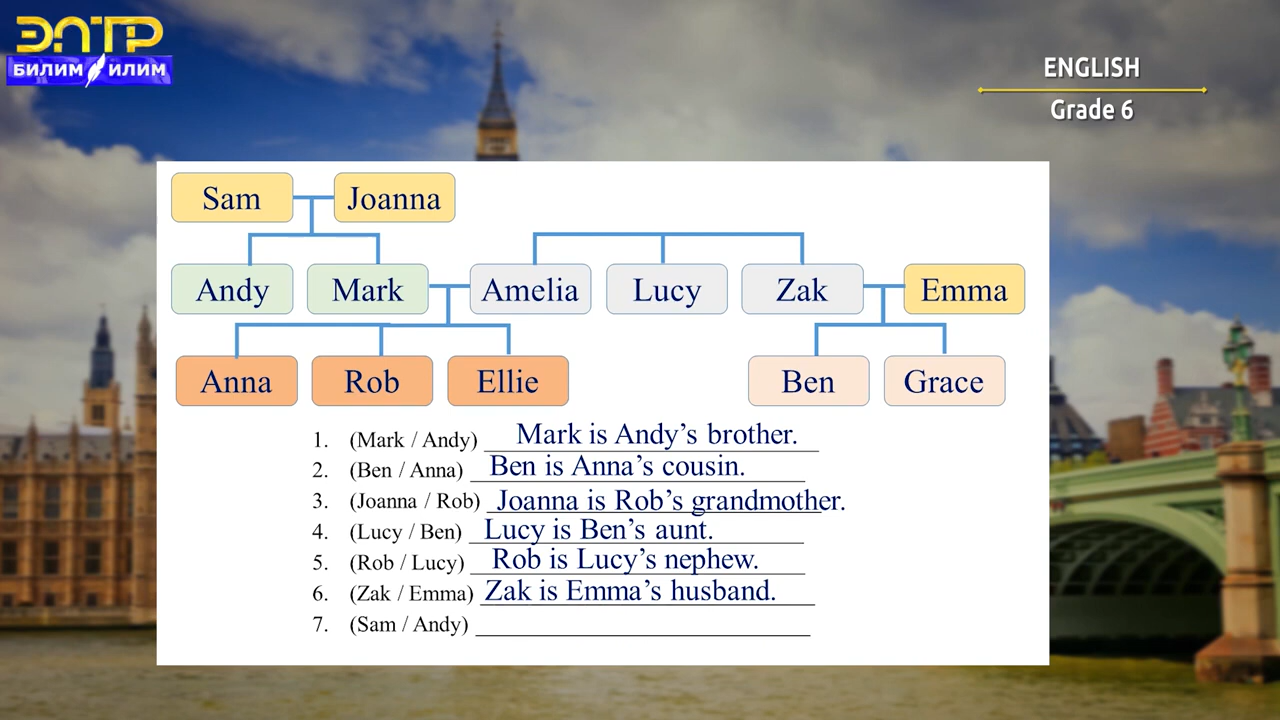 ЭЛТР
БИЛИМ ИЛИМ
ENGLISH
Grade 6
Sam Joanna
Andy Mark Amelia Lucy Zak Emma
Anna Rob Ellie Ben Grace
1. (Mark / Andy) Mark is Andy’s brother.
2. (Ben / Anna) Ben is Anna’s cousin.
3. (Joanna / Rob) Joanna is Rob’s grandmother.
4. (Lucy / Ben) Lucy is Ben’s aunt.
5. (Rob / Lucy) Rob is Lucy’s nephew.
6. (Zak / Emma) Zak is Emma’s husband.
7. (Sam / Andy)